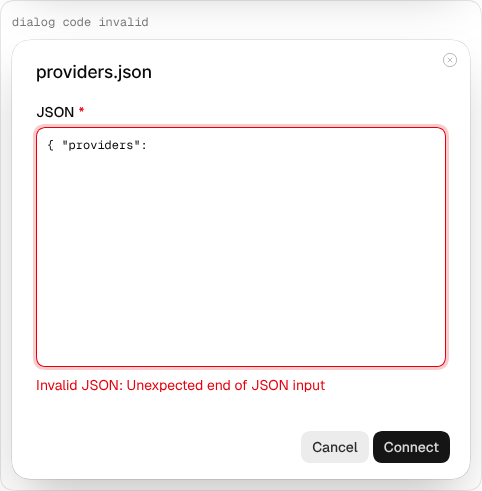 dialog code invalid
providers.json
JSON *
{ "providers":
Invalid JSON: Unexpected end of JSON input
Cancel Connect